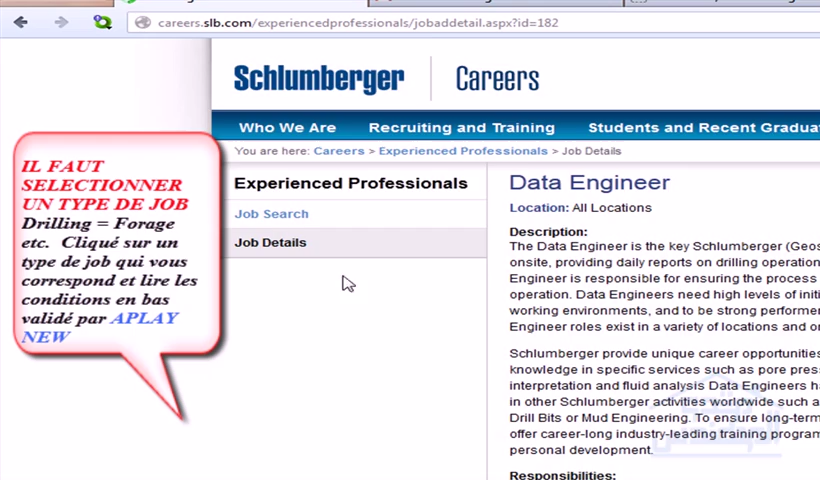 careers.slb.com/experiencedprofessionals/jobaddetail.aspx?id=182
Schlumberger Careers
Who We Are Recruiting and Training Students and Recent Graduat
You are here: Careers > Experienced Professionals > Job Details
IL FAUT
SELECTIONNER
UN TYPE DE JOB
Drilling = Forage
etc. Cliqué sur un
type de job qui vous
correspond et lire les
conditions en bas
validé par APLAY
NEW
Experienced Professionals
Job Search
Job Details
Data Engineer
Location: All Locations
Description:
The Data Engineer is the key Schlumberger (Geos
onsite, providing daily reports on drilling operation
Engineer is responsible for ensuring the process
operation. Data Engineers need high levels of initi
working environments, and to be strong performe
Engineer roles exist in a variety of locations and o
Schlumberger provide unique career opportunities
knowledge in specific services such as pore pres
interpretation and fluid analysis Data Engineers ha
in other Schlumberger activities worldwide such a
Drill Bits or Mud Engineering. To ensure long-term
offer career-long industry-leading training program
personal development.
Responsibilities: